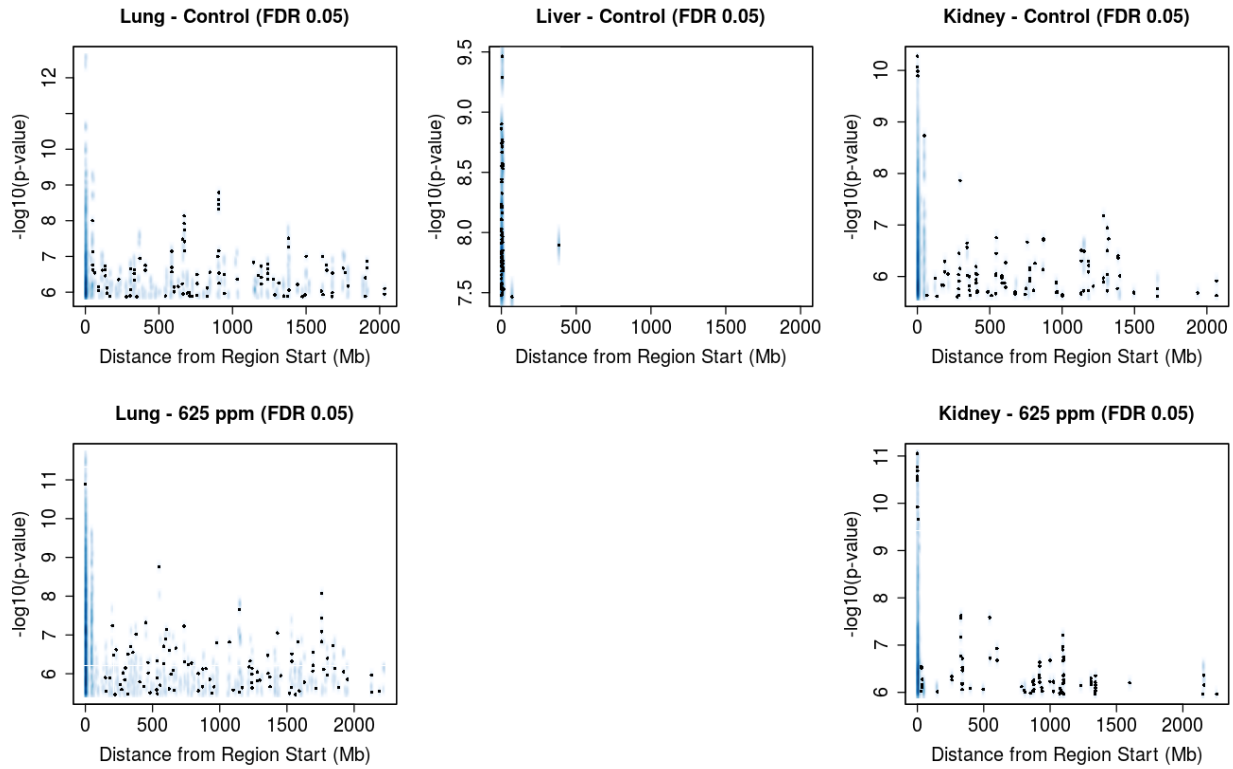 Lung - Control (FDR 0.05)
-log10(p-value)
6 7 8 9 10 12
0 500 1000 1500 2000
Distance from Region Start (Mb)
Liver - Control (FDR 0.05)
-log10(p-value)
7.5 8.0 8.5 9.0 9.5
0 500 1000 1500 2000
Distance from Region Start (Mb)
Kidney - Control (FDR 0.05)
-log10(p-value)
6 7 8 9 10
0 500 1000 1500 2000
Distance from Region Start (Mb)
Lung - 625 ppm (FDR 0.05)
-log10(p-value)
6 7 8 9 10 11
0 500 1000 1500 2000
Distance from Region Start (Mb)
Kidney - 625 ppm (FDR 0.05)
-log10(p-value)
6 7 8 9 10 11
0 500 1000 1500 2000
Distance from Region Start (Mb)